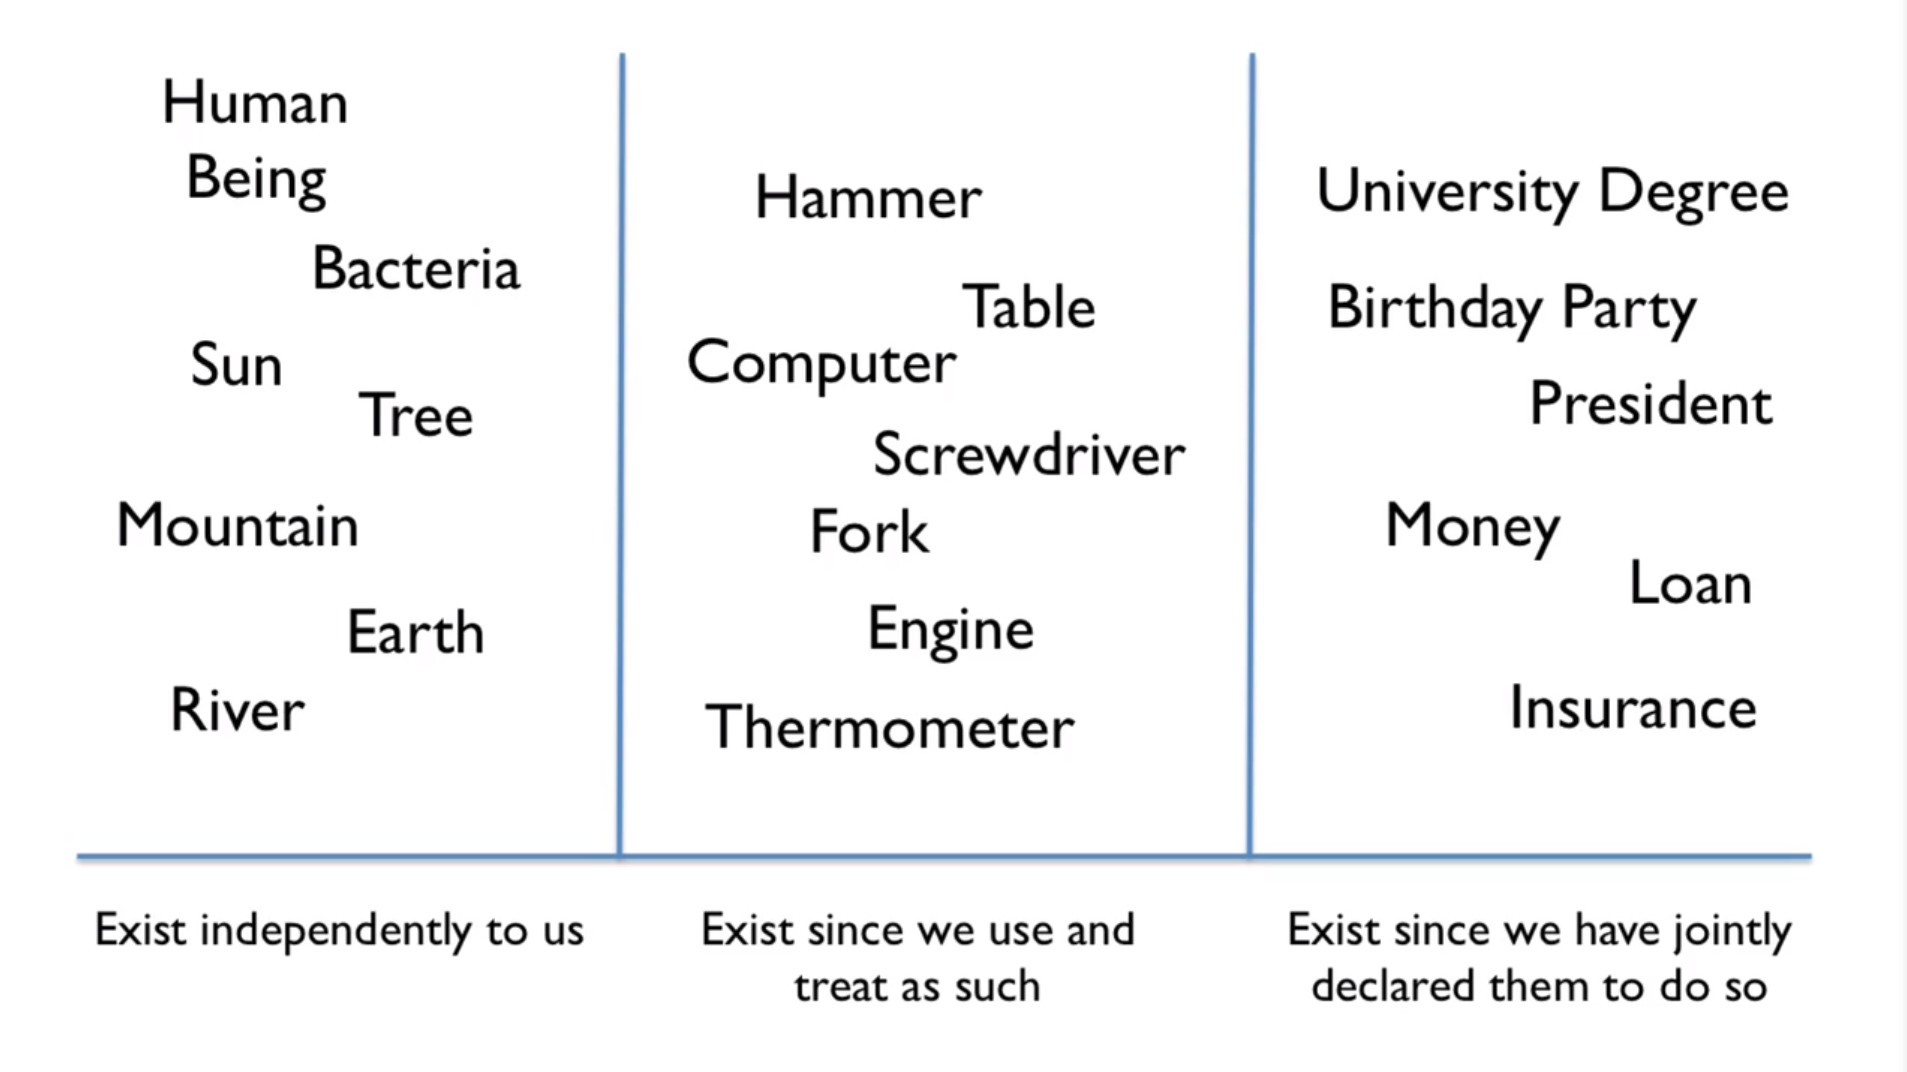 Human
Being
Bacteria
Sun
Tree
Mountain
Earth
River
Hammer
Table
Computer
Screwdriver
Fork
Engine
Thermometer
University Degree
Birthday Party
President
Money
Loan
Insurance
Exist independently to us
Exist since we use and
treat as such
Exist since we have jointly
declared them to do so